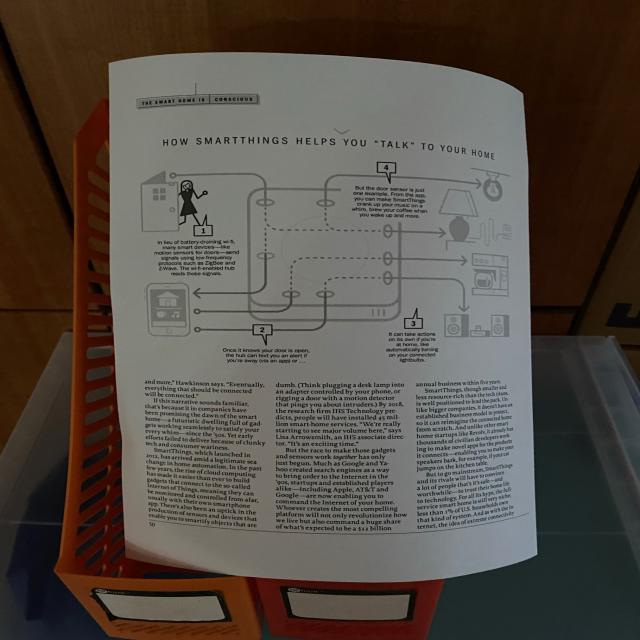 THE SMART HOME IS CONSCIOUS
HOW SMARTTHINGS HELPS YOU "TALK" TO YOUR HOME
1
In lieu of battery-draining wi-fi,
many smart devices—like
motion sensors for doors—send
signals using low-frequency
protocols such as ZigBee and
Z-Wave. The wi-fi-enabled hub
reads those signals.
2
Once it knows your door is open,
the hub can text you an alert if
you're away (via an app) or ...
3
It can take actions
on its own if you're
at home, like
automatically turning
on your connected
lightbulbs.
4
But the door sensor is just
one example. From the app,
you can make SmartThings
crank up your music on a
whim, brew your coffee when
you wake up and more.
and more," Hawkinson says. "Eventually,
everything that should be connected
will be connected."
If this narrative sounds familiar,
that's because it is: companies have
been promising the dawn of the smart
home—a futuristic dwelling full of gad-
gets working seamlessly to satisfy your
every whim—since the '50s. Yet early
efforts failed to deliver because of clunky
tech and consumer wariness.
SmartThings, which launched in
2012, has arrived amid a legitimate sea
change in home automation. In the past
few years, the rise of cloud computing
has made it easier than ever to build
gadgets that connect to the so-called
Internet of Things, meaning they can
be monitored and controlled from afar,
usually with their own smartphone
app. There's also been an uptick in the
production of sensors and devices that
enable you to smartify objects that are
50
dumb. (Think plugging a desk lamp into
an adapter controlled by your phone, or
rigging a door with a motion detector
that pings you about intruders.) By 2018,
the research firm IHS Technology pre-
dicts, people will have installed 45 mil-
lion smart-home services. "We're really
starting to see major volume here," says
Lisa Arrowsmith, an IHS associate direc-
tor. "It's an exciting time."
But the race to make those gadgets
and sensors work together has only
just begun. Much as Google and Ya-
hoo created search engines as a way
to bring order to the Internet in the
'90s, startups and established players
alike—including Apple, AT&T and
Google—are now enabling you to
command the Internet of your home.
Whoever creates the most compelling
platform will not only revolutionize how
we live but also command a huge share
of what's expected to be a $12 billion
annual business within five years.
SmartThings, though smaller and
less resource-rich than the tech giants,
is well positioned to lead the pack. Un-
like bigger companies, it doesn't have an
established business model to protect,
so it can reimagine the connected home
from scratch. And unlike other smart
home startups like Revolv, it already has
thousands of civilian developers work-
ing to make novel apps for the products
it connects—enabling you to make your
speakers bark, for example, if your cat
jumps on the kitchen table.
But to go mainstream, SmartThings
and its rivals will have to convince
a lot of people that it's safe—and
worthwhile—to trust their home life
to technology. For all its hype, the full-
service smart home is still very niche:
less than 1% of U.S. households own
that kind of system. And as with the In-
ternet, the idea of extreme connectivity